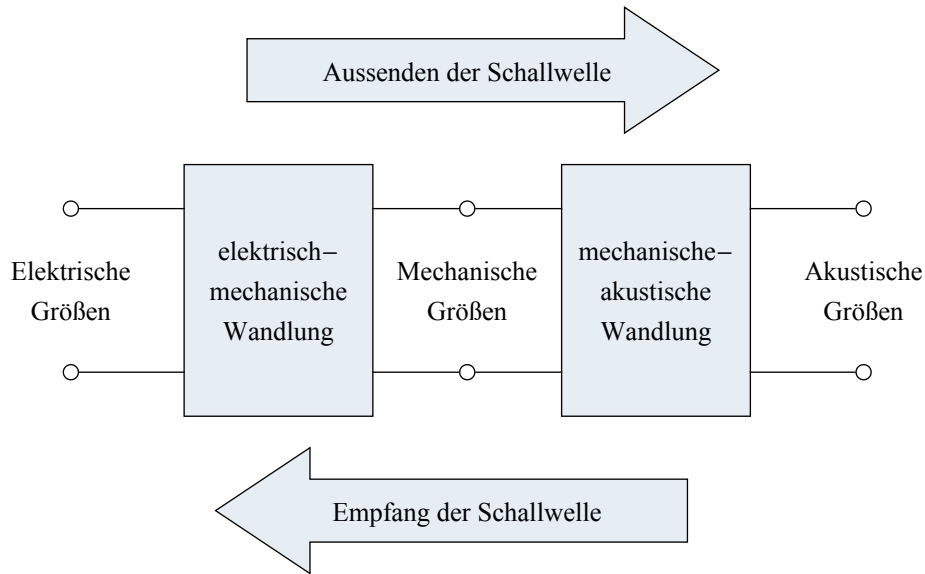 Aussenden der Schallwelle
Elektrische
Größen
elektrisch–
mechanische
Wandlung
Mechanische
Größen
mechanische–
akustische
Wandlung
Akustische
Größen
Empfang der Schallwelle